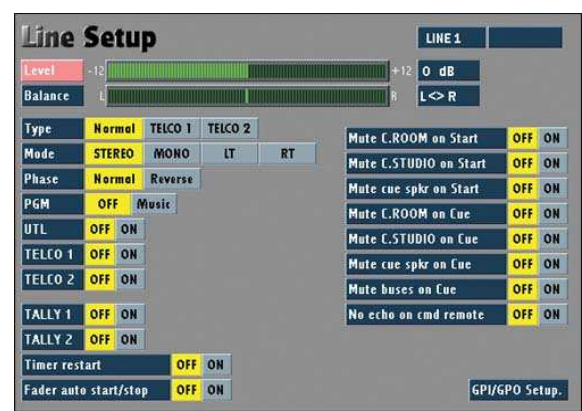 Line Setup
LINE 1
Level -12 +12 0 dB
Balance L R L<>R
Type Normal TELCO 1 TELCO 2
Mode STEREO MONO LT RT
Phase Normal Reverse
PGM OFF Music
UTL OFF ON
TELCO 1 OFF ON
TELCO 2 OFF ON
TALLY 1 OFF ON
TALLY 2 OFF ON
Timer restart OFF ON
Fader auto start/stop OFF ON
Mute C.ROOM on Start OFF ON
Mute C.STUDIO on Start OFF ON
Mute cue spkr on Start OFF ON
Mute C.ROOM on Cue OFF ON
Mute C.STUDIO on Cue OFF ON
Mute cue spkr on Cue OFF ON
Mute buses on Cue OFF ON
No echo on cmd remote OFF ON
GPI/GPO Setup.